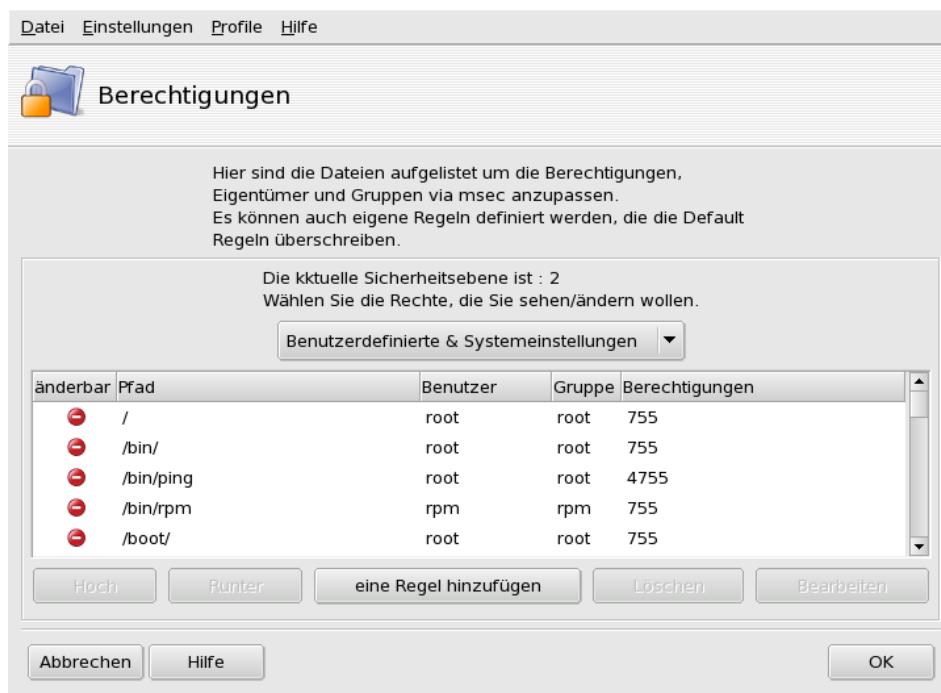 Datei Einstellungen Profile Hilfe
Berechtigungen
Hier sind die Dateien aufgelistet um die Berechtigungen,
Eigentümer und Gruppen via msec anzupassen.
Es können auch eigene Regeln definiert werden, die die Default
Regeln überschreiben.
Die kktuelle Sicherheitsebene ist : 2
Wählen Sie die Rechte, die Sie sehen/ändern wollen.
Benutzerdefinierte & Systemeinstellungen
änderbar Pfad Benutzer Gruppe Berechtigungen
/ root root 755
/bin/ root root 755
/bin/ping root root 4755
/bin/rpm rpm rpm 755
/boot/ root root 755
Hoch Runter eine Regel hinzufügen Löschen Bearbeiten
Abbrechen Hilfe OK